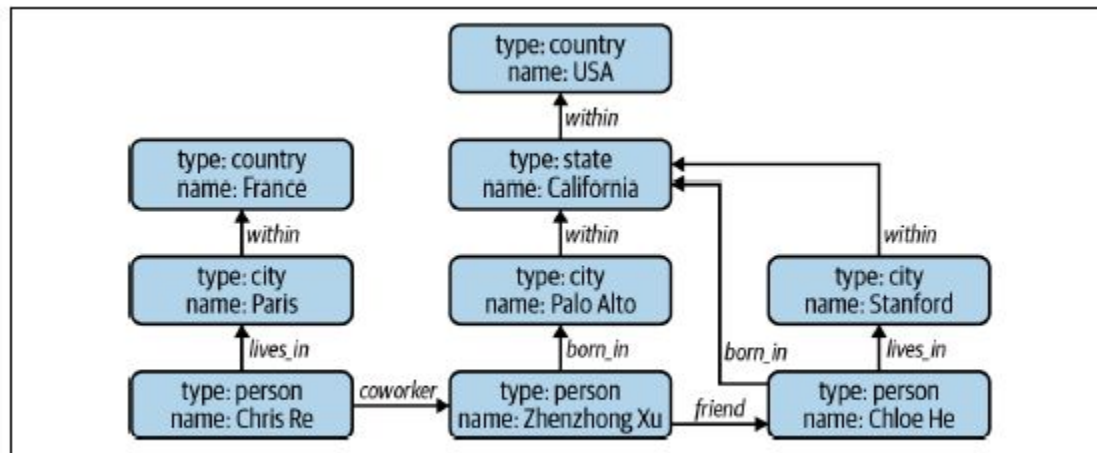 type: country
name: USA
within
type: country
name: France
type: state
name: California
within
within
within
type: city
name: Paris
type: city
name: Palo Alto
type: city
name: Stanford
lives_in
born_in
born_in
lives_in
type: person
name: Chris Re
coworker
type: person
name: Zhenzhong Xu
friend
type: person
name: Chloe He